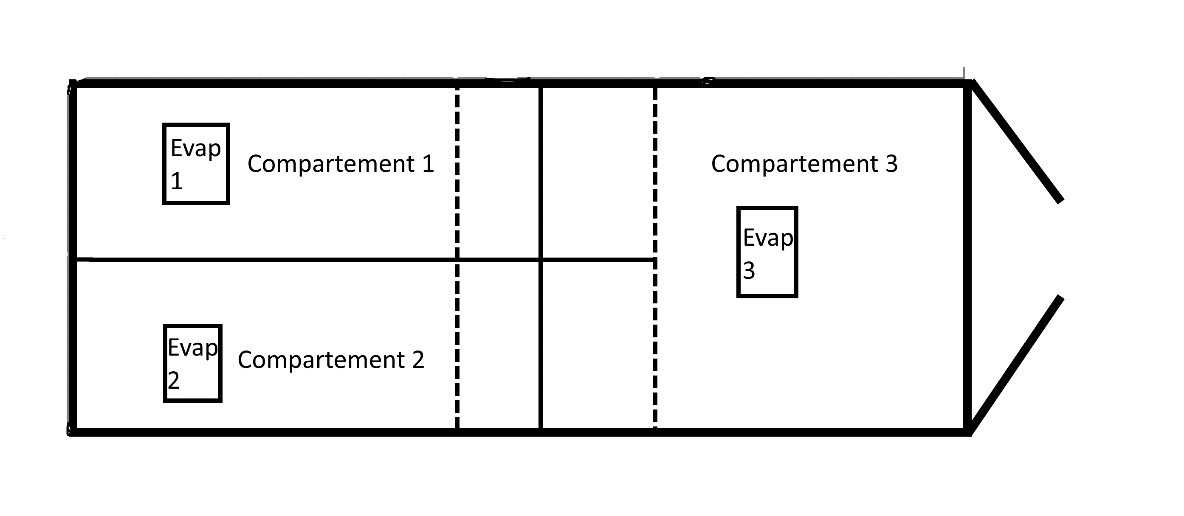 Evap
1
Compartement 1
Compartement 3
Evap
3
Evap
2
Compartement 2